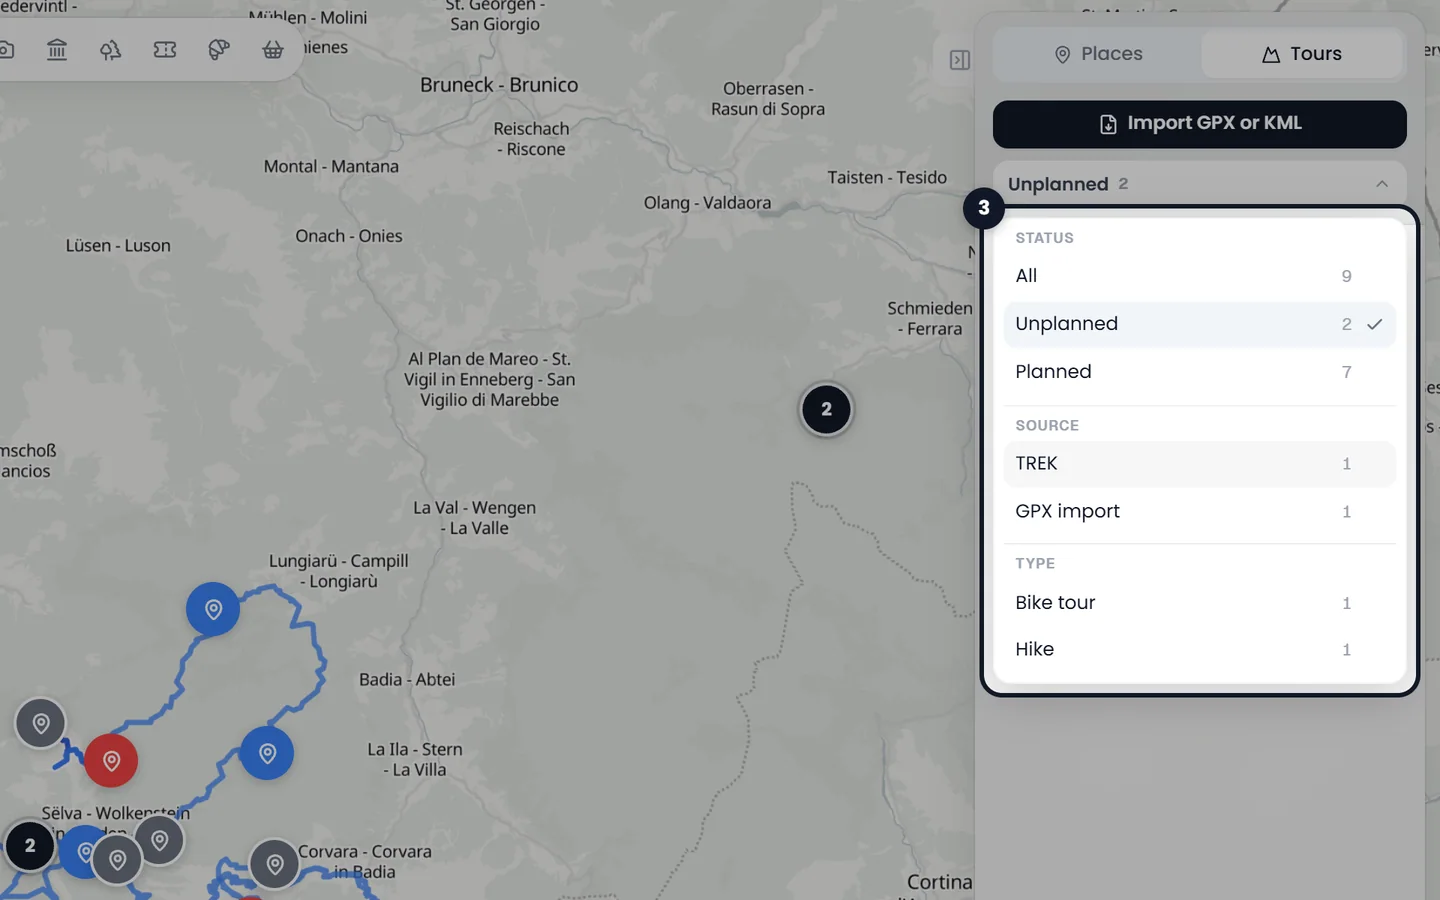 edervintl -
Mühlen - Molini
St. Georgen -
San Giorgio
Bruneck - Brunico
Oberrasen -
Rasun di Sopra
Reischach
- Riscone
Montal - Mantana
Taisten - Tesido
Olang - Valdaora
Lüsen - Luson
Onach - Onies
Schmieden
- Ferrara
Al Plan de Mareo - St.
Vigil in Enneberg - San
Vigilio di Marebbe
2
mschoß
ancios
La Val - Wengen
- La Valle
Lungiarü - Campill
- Longiarù
Badia - Abtei
La Ila - Stern
- La Villa
Sëlva - Wolkenstein
2
Corvara - Corvara
in Badia
Cortina
Places
Tours
Import GPX or KML
Unplanned 2
3
STATUS
All 9
Unplanned 2
Planned 7
SOURCE
TREK 1
GPX import 1
TYPE
Bike tour 1
Hike 1